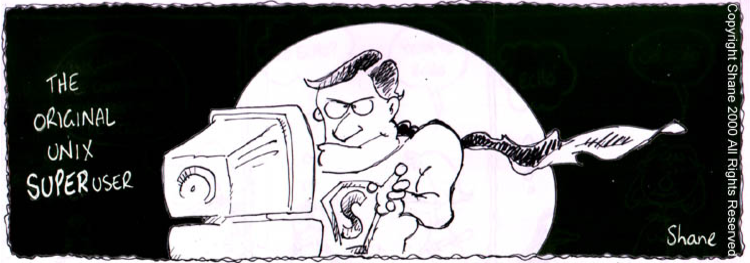 THE
ORIGINAL
UNIX
SUPERUSER
S
Shane
Copyright Shane 2000 All Rights Reserved